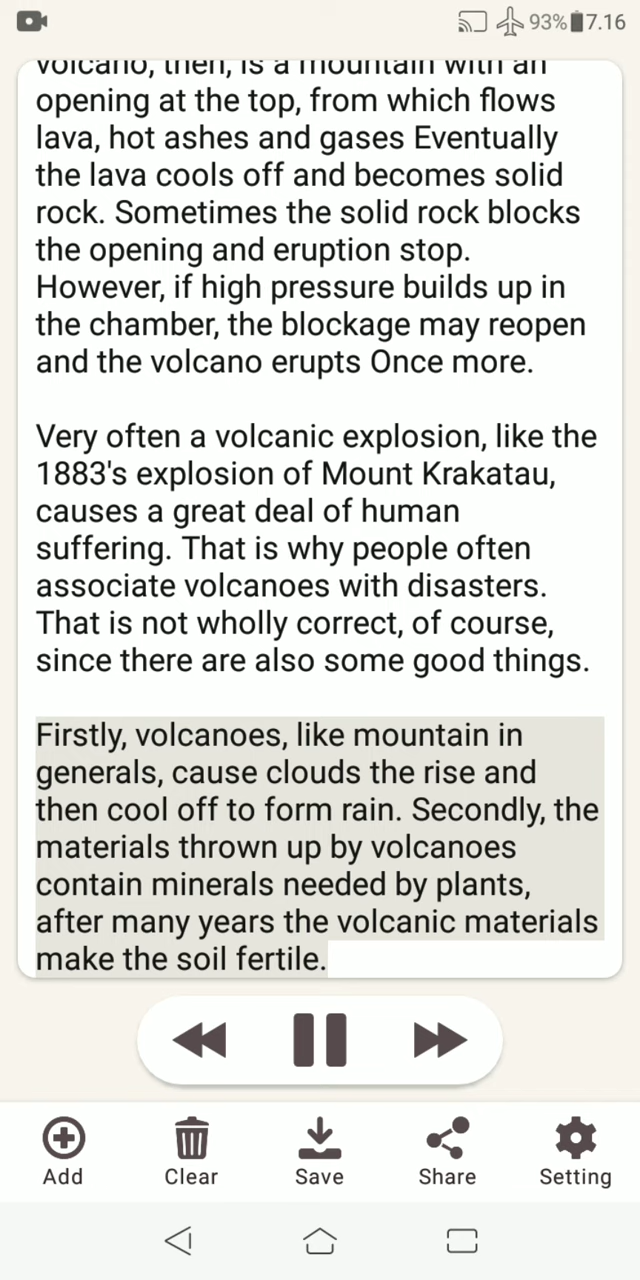 93% 7.16
volcano, then, is a mountain with an
opening at the top, from which flows
lava, hot ashes and gases Eventually
the lava cools off and becomes solid
rock. Sometimes the solid rock blocks
the opening and eruption stop.
However, if high pressure builds up in
the chamber, the blockage may reopen
and the volcano erupts Once more.
Very often a volcanic explosion, like the
1883's explosion of Mount Krakatau,
causes a great deal of human
suffering. That is why people often
associate volcanoes with disasters.
That is not wholly correct, of course,
since there are also some good things.
Firstly, volcanoes, like mountain in
generals, cause clouds the rise and
then cool off to form rain. Secondly, the
materials thrown up by volcanoes
contain minerals needed by plants,
after many years the volcanic materials
make the soil fertile.
Add Clear Save Share Setting